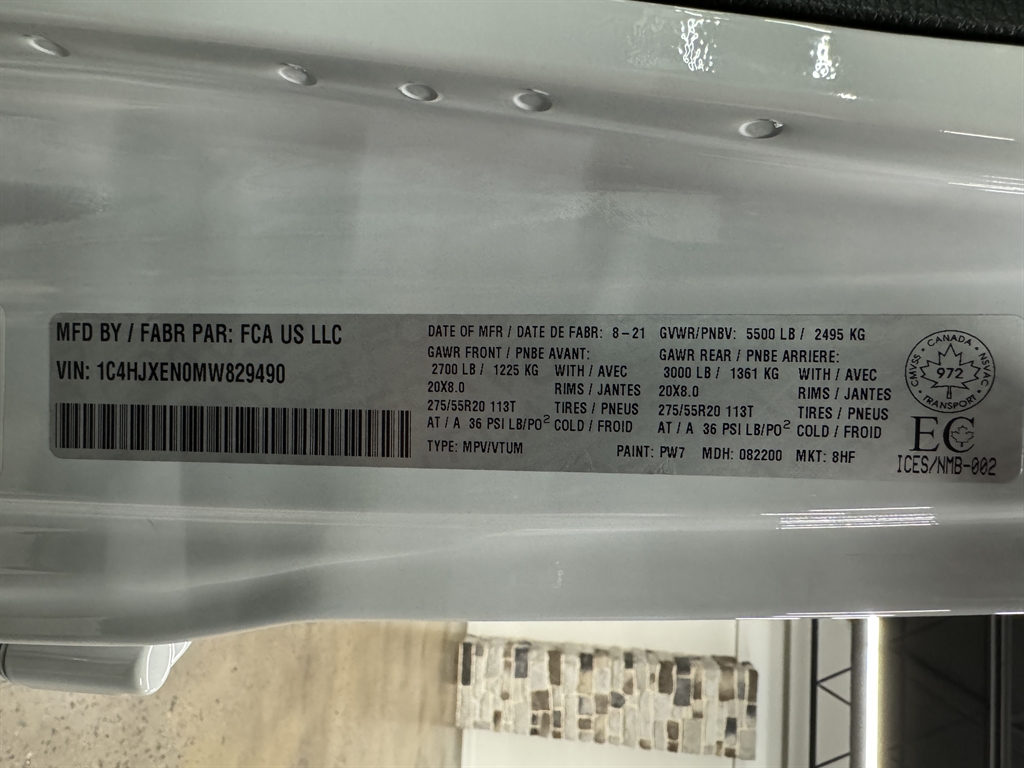 MFD BY / FABR PAR: FCA US LLC
VIN: 1C4HJXEN0MW829490
DATE OF MFR / DATE DE FABR: 8-21
GAWR FRONT / PNBE AVANT:
2700 LB / 1225 KG WITH / AVEC
20X8.0 RIMS / JANTES
275/55R20 113T TIRES / PNEUS
AT / A 36 PSI LB/PO² COLD / FROID
TYPE: MPV/VTUM
GVWR/PNBV: 5500 LB / 2495 KG
GAWR REAR / PNBE ARRIERE:
3000 LB / 1361 KG WITH / AVEC
20X8.0 RIMS / JANTES
275/55R20 113T TIRES / PNEUS
AT / A 36 PSI LB/PO² COLD / FROID
PAINT: PW7 MDH: 082200 MKT: 8HF
CMVSS CANADA NSVAC
972
TRANSPORT
EC
ICES/NMB-002